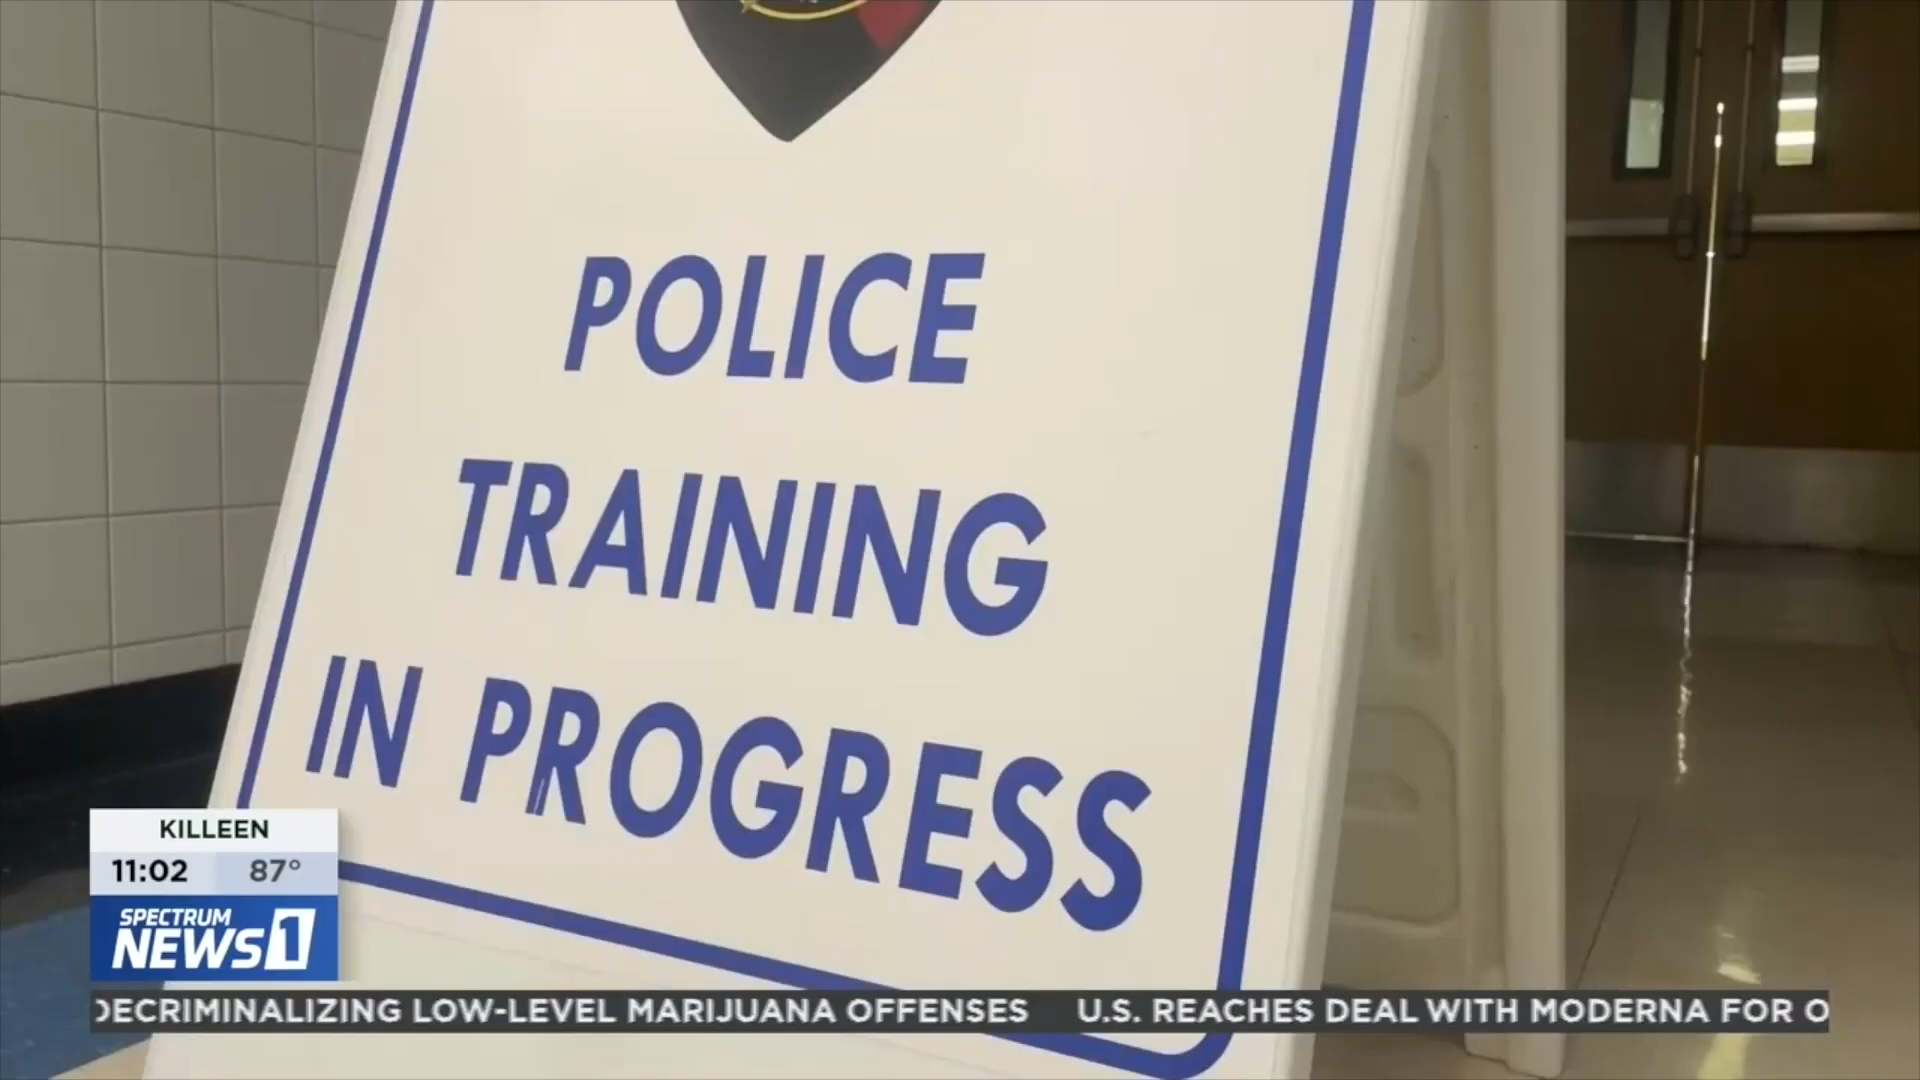 POLICE
TRAINING
IN PROGRESS
KILLEEN
11:02 87°
SPECTRUM
NEWS 1
DECRIMINALIZING LOW-LEVEL MARIJUANA OFFENSES U.S. REACHES DEAL WITH MODERNA FOR O